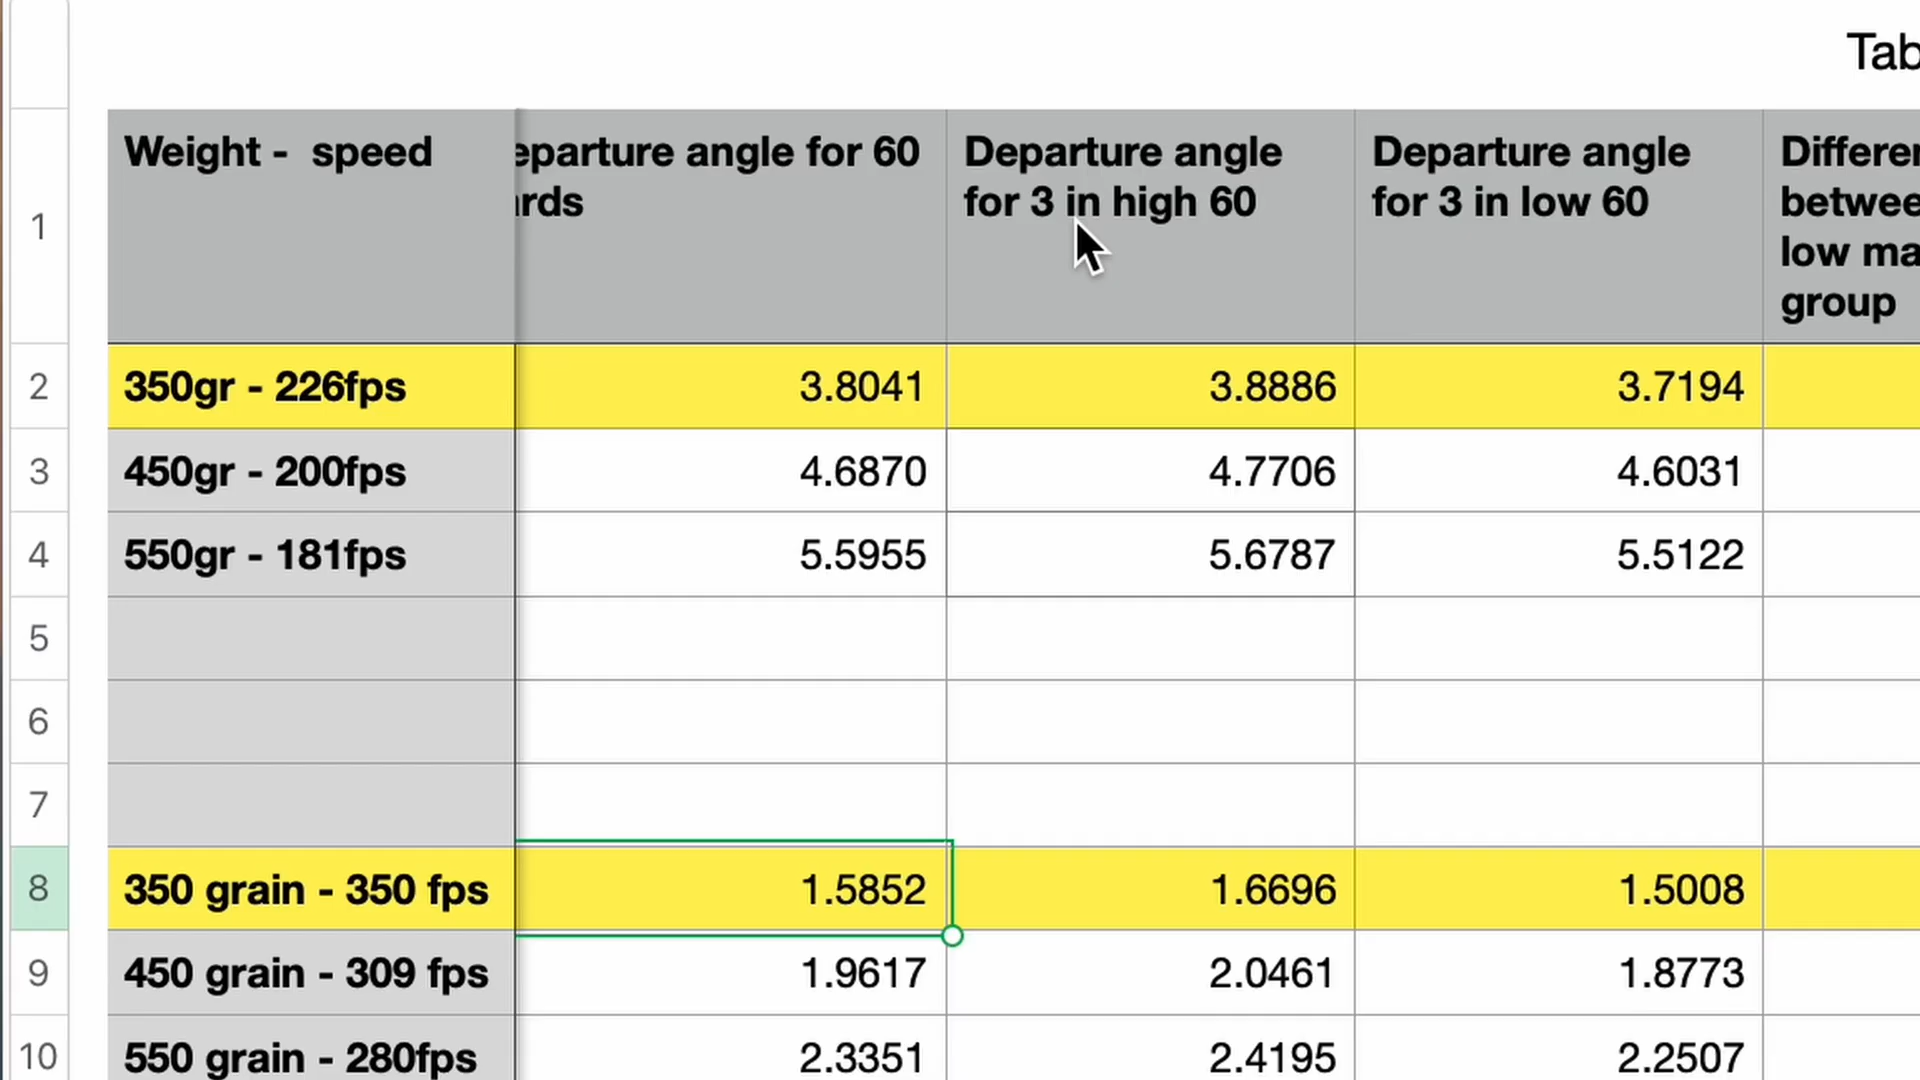 Tab
1
Weight - speed
eparture angle for 60
ards
Departure angle
for 3 in high 60
Departure angle
for 3 in low 60
Differen
betwee
low ma
group
2 350gr - 226fps 3.8041 3.8886 3.7194
3 450gr - 200fps 4.6870 4.7706 4.6031
4 550gr - 181fps 5.5955 5.6787 5.5122
5
6
7
8 350 grain - 350 fps 1.5852 1.6696 1.5008
9 450 grain - 309 fps 1.9617 2.0461 1.8773
10 550 grain - 280fps 2.3351 2.4195 2.2507